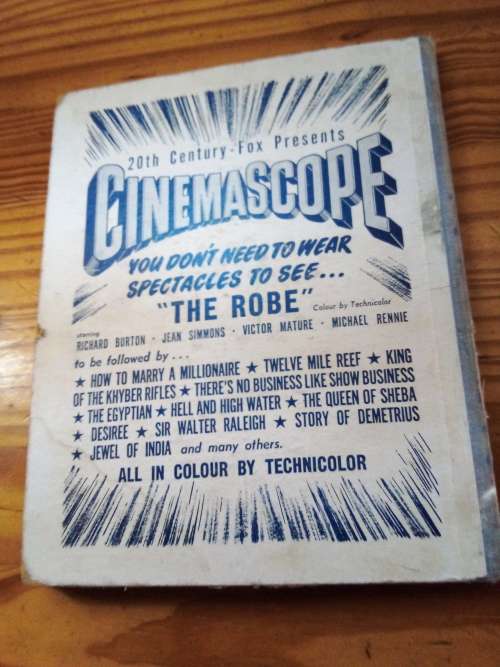 20th Century-Fox Presents
CINEMASCOPE
YOU DON'T NEED TO WEAR
SPECTACLES TO SEE...
"THE ROBE" Colour by Technicolor
starring
RICHARD BURTON · JEAN SIMMONS · VICTOR MATURE · MICHAEL RENNIE
to be followed by...
★ HOW TO MARRY A MILLIONAIRE ★ TWELVE MILE REEF ★ KING
OF THE KHYBER RIFLES ★ THERE'S NO BUSINESS LIKE SHOW BUSINESS
★ THE EGYPTIAN ★ HELL AND HIGH WATER ★ THE QUEEN OF SHEBA
★ DESIREE ★ SIR WALTER RALEIGH ★ STORY OF DEMETRIUS
★ JEWEL OF INDIA and many others.
ALL IN COLOUR BY TECHNICOLOR